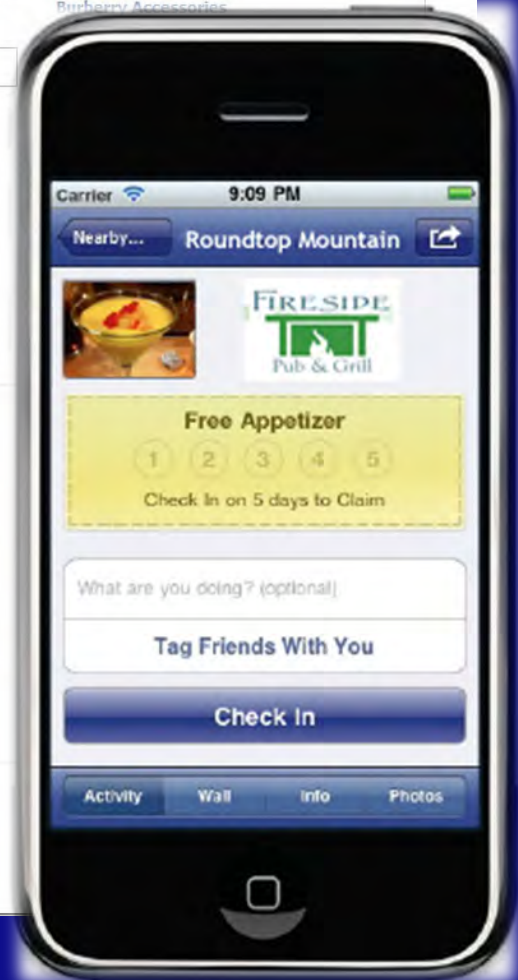 Burberry Accessories
Carrier 9:09 PM
Nearby... Roundtop Mountain
FIRESIDE
Pub & Grill
Free Appetizer
1 2 3 4 5
Check In on 5 days to Claim
What are you doing? (optional)
Tag Friends With You
Check In
Activity Wall Info Photos